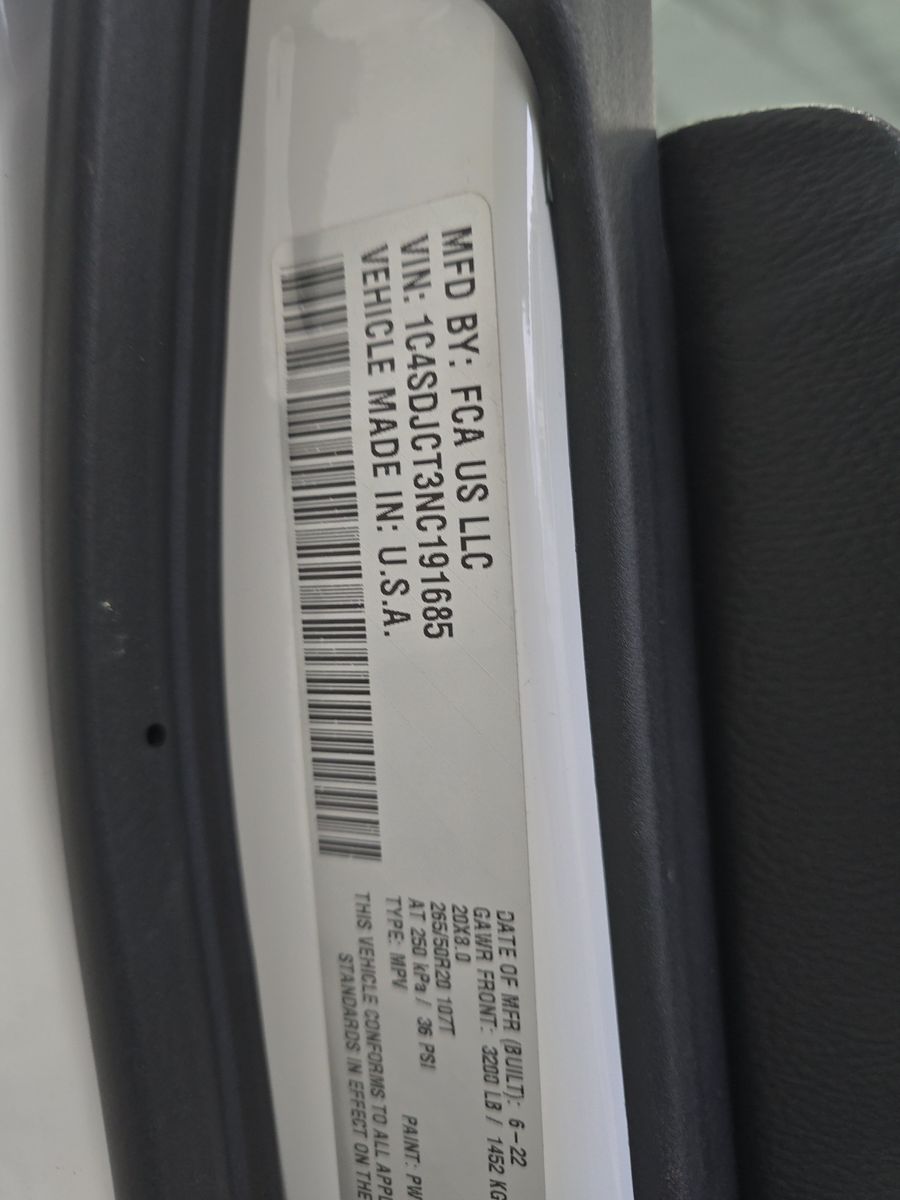 MFD BY: FCA US LLC
VIN: 1C4SDJCT3NC191685
VEHICLE MADE IN: U.S.A.
DATE OF MFR (BUILT): 6-22
GAWR FRONT: 3200 LB / 1452 KG
20X8.0
265/50R20 107T
AT 250 kPa / 36 PSI
TYPE: MPV PAINT: PW
THIS VEHICLE CONFORMS TO ALL APPL
STANDARDS IN EFFECT ON THE